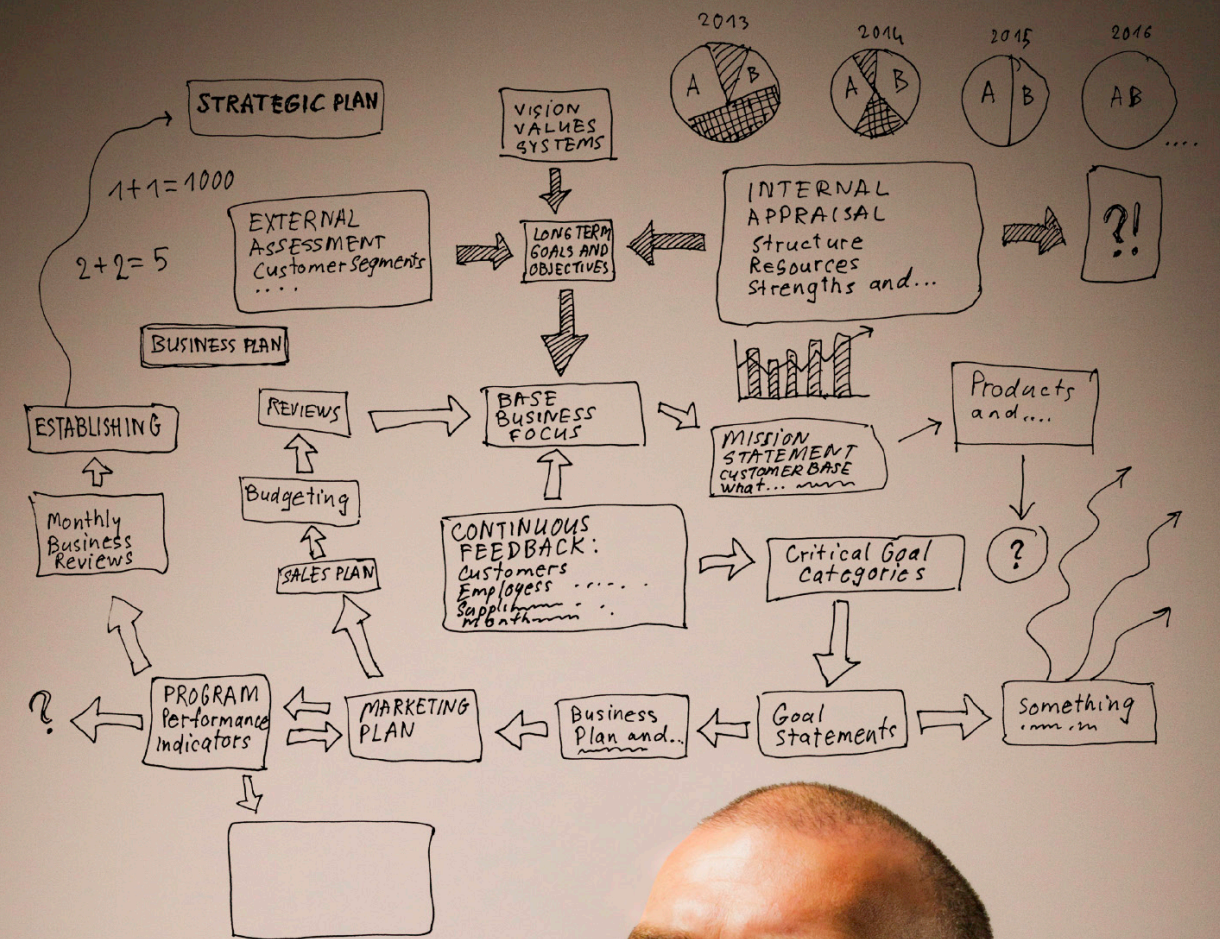 2013
2014
2015
2016
A B
A B
A B
AB
....
STRATEGIC PLAN
VISION
VALUES
SYSTEMS
1+1=1000
2+2=5
EXTERNAL
ASSESSMENT
Customer Segments
....
LONG TERM
GOALS AND
OBJECTIVES
INTERNAL
APPRAISAL
Structure
Resources
Strengths and...
?!
BUSINESS PLAN
ESTABLISHING
REVIEWS
BASE
BUSINESS
FOCUS
MISSION
STATEMENT
CUSTOMER BASE
what...
Products
and....
Monthly
Business
Reviews
Budgeting
SALES PLAN
CONTINUOUS
FEEDBACK:
Customers
Employess ......
Critical Goal
Categories
?
?
PROGRAM
Performance
Indicators
MARKETING
PLAN
Business
Plan and..
Goal
Statements
Something